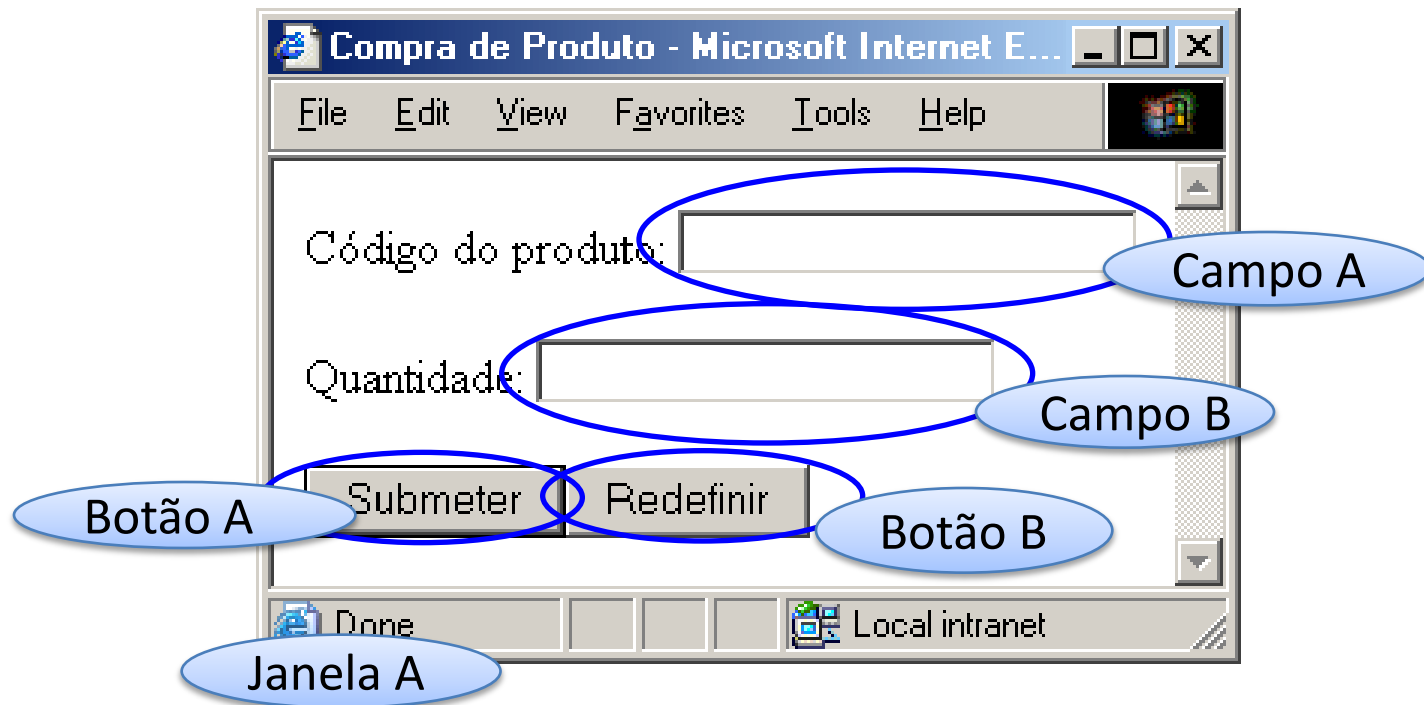 Compra de Produto - Microsoft Internet E...
File Edit View Favorites Tools Help
Código do produto:
Campo A
Quantidade:
Campo B
Botão A
Submeter
Redefinir
Botão B
Done
Local intranet
Janela A